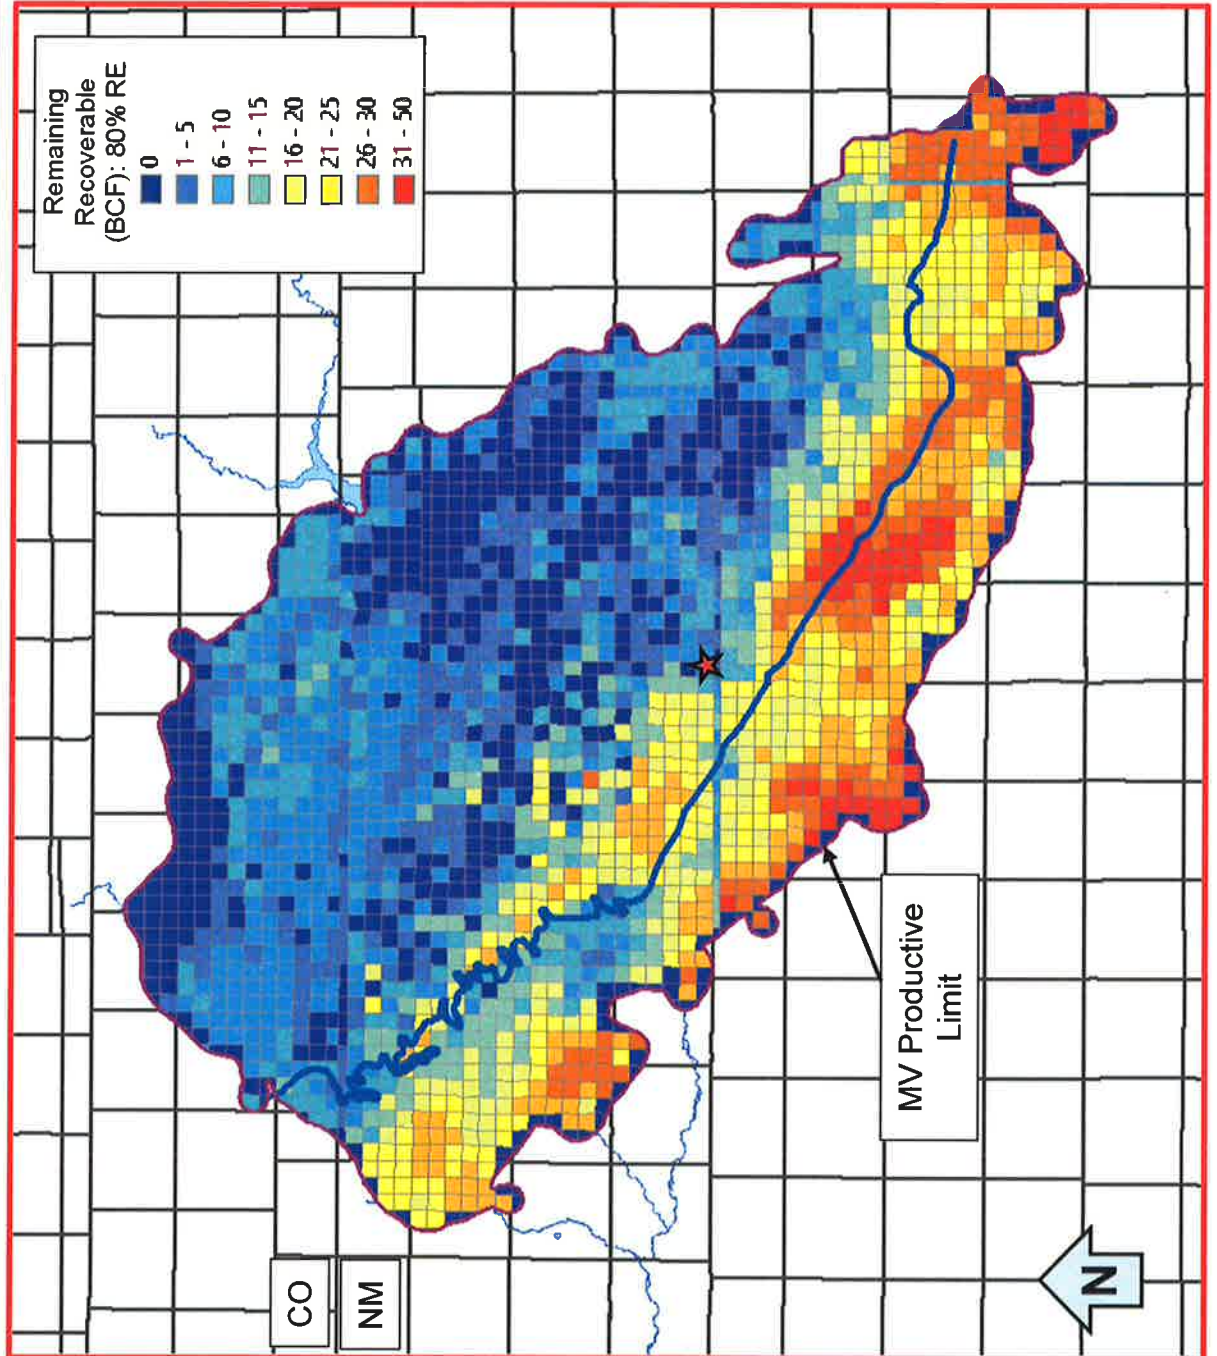 Remaining
Recoverable
(BCF): 80% RE
0
1 - 5
6 - 10
11 - 15
16 - 20
21 - 25
26 - 30
31 - 50
MV Productive
Limit
CO
NM
N